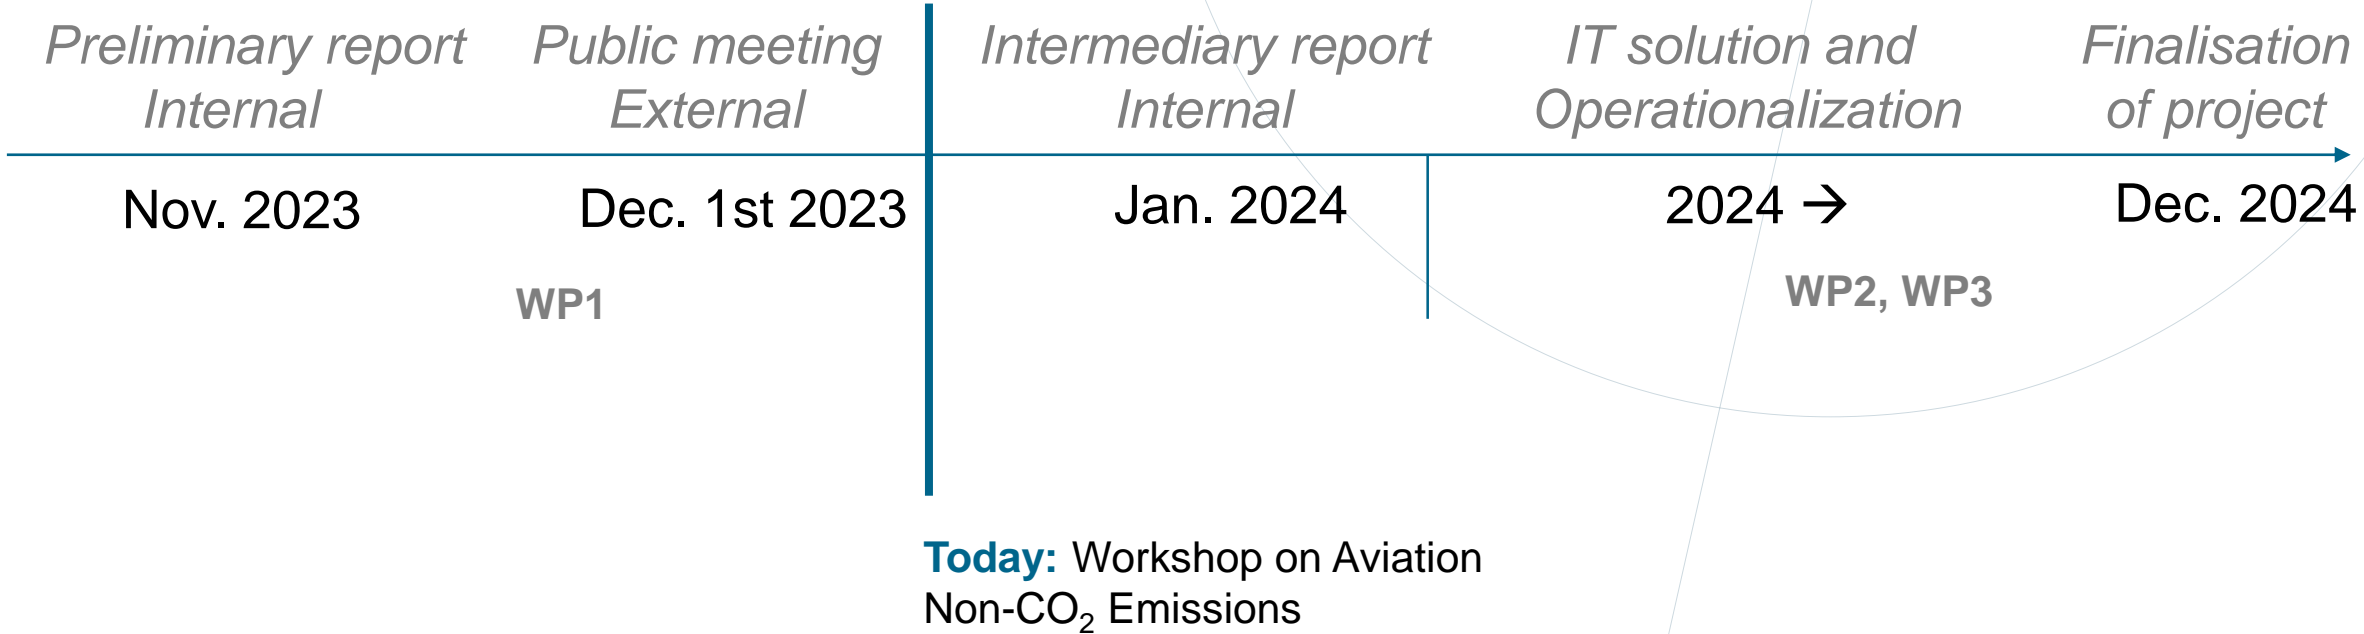 Preliminary report
Internal
Public meeting
External
Intermediary report
Internal
IT solution and
Operationalization
Finalisation
of project
Nov. 2023
Dec. 1st 2023
Jan. 2024
2024 →
Dec. 2024
WP1
WP2, WP3
Today: Workshop on Aviation
Non-CO₂ Emissions